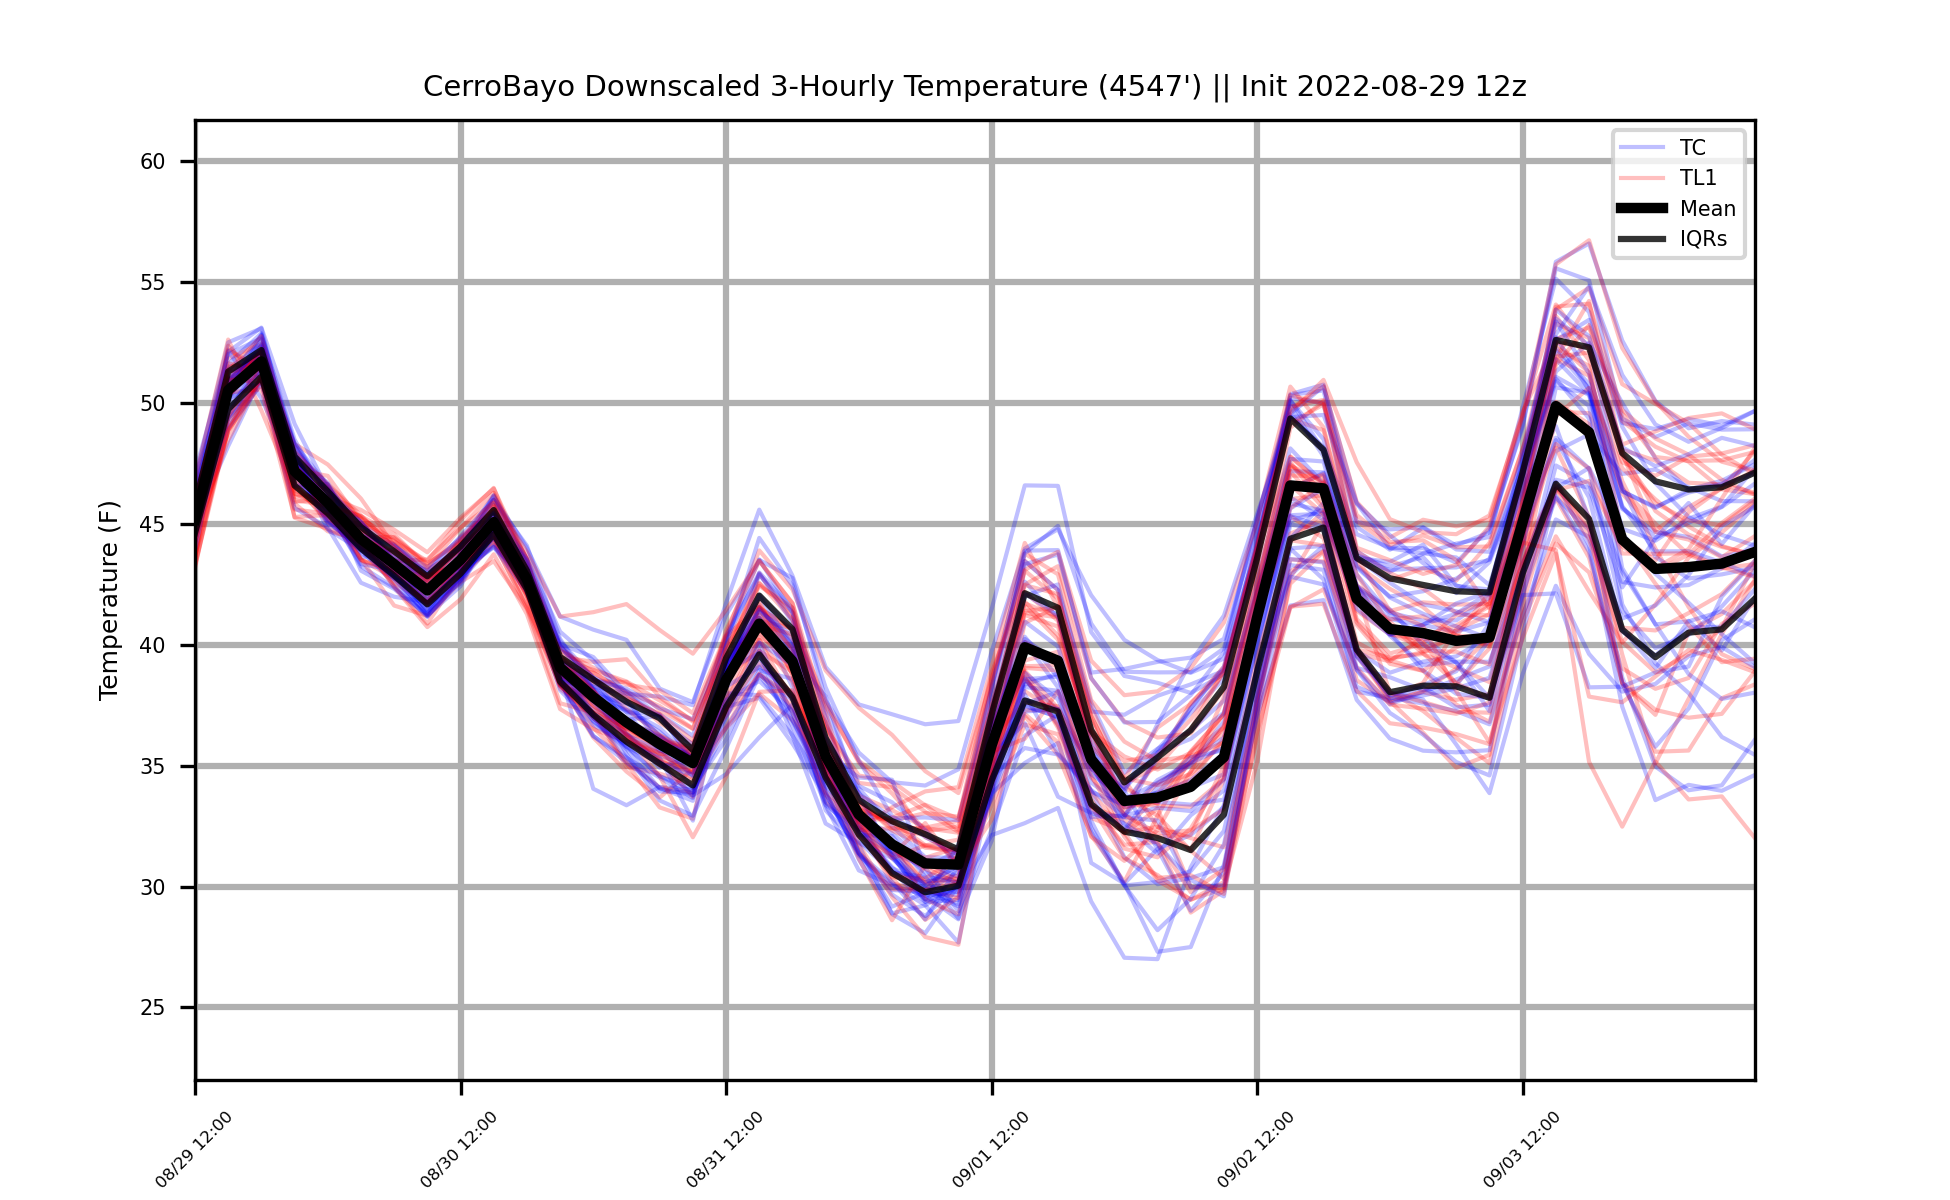 CerroBayo Downscaled 3-Hourly Temperature (4547') || Init 2022-08-29 12z
TC
TL1
Mean
IQRs
Temperature (F)
60
55
50
45
40
35
30
25
08/29 12:00
08/30 12:00
08/31 12:00
09/01 12:00
09/02 12:00
09/03 12:00